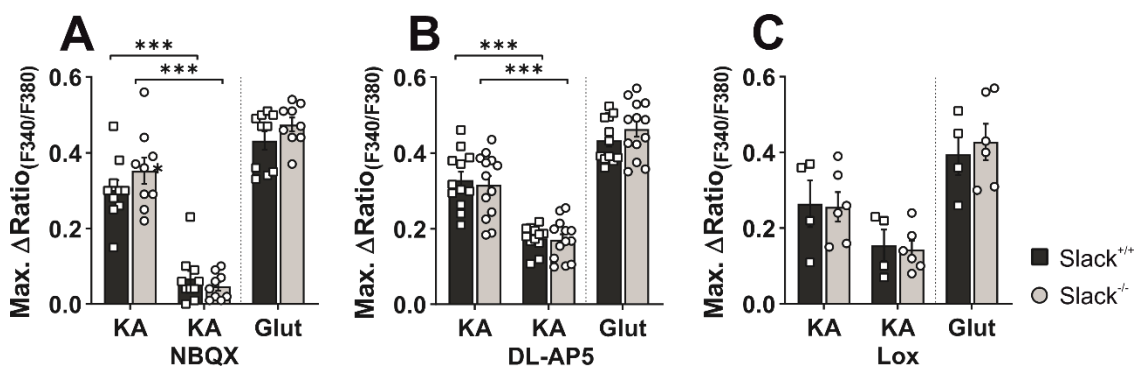 A
***
***
Max. ΔRatio(F340/F380)
0.6
0.4
0.2
0.0
*
KA
KA
Glut
NBQX
B
***
***
Max. ΔRatio(F340/F380)
0.6
0.4
0.2
0.0
KA
KA
Glut
DL-AP5
C
Max. ΔRatio(F340/F380)
0.6
0.4
0.2
0.0
KA
KA
Glut
Lox
Slack+/+
Slack-/-